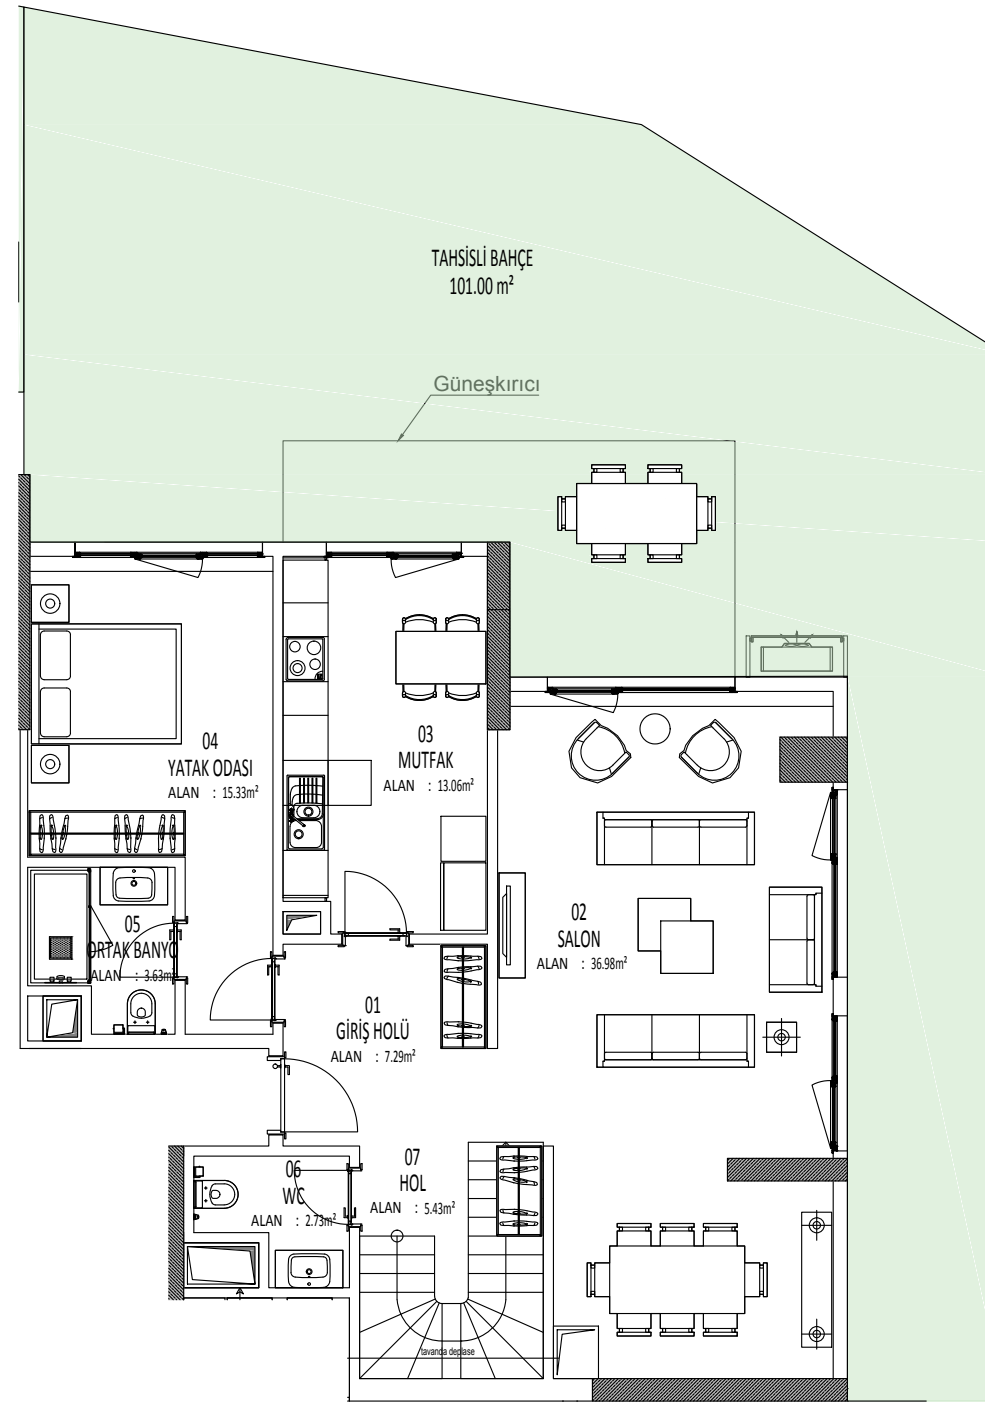 TAHSİSLİ BAHÇE
101.00 m²
Güneşkırıcı
04
YATAK ODASI
ALAN : 15.33m²
03
MUTFAK
ALAN : 13.06m²
05
ORTAK BANYO
ALAN : 3.63m²
02
SALON
ALAN : 36.98m²
01
GİRİŞ HOLÜ
ALAN : 7.29m²
06
WC
ALAN : 2.73m²
07
HOL
ALAN : 5.43m²
tavanda deplase